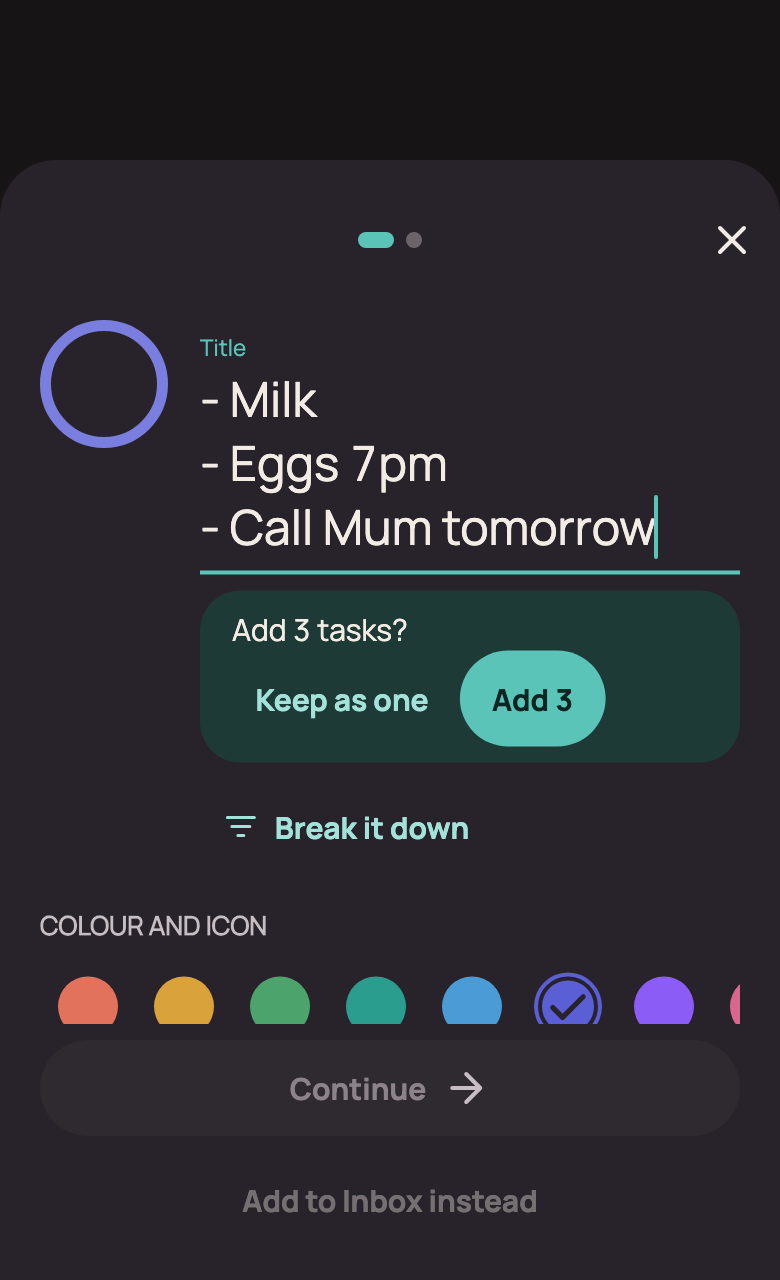 Title
- Milk
- Eggs 7pm
- Call Mum tomorrow
Add 3 tasks?
Keep as one
Add 3
Break it down
COLOUR AND ICON
Continue
Add to Inbox instead